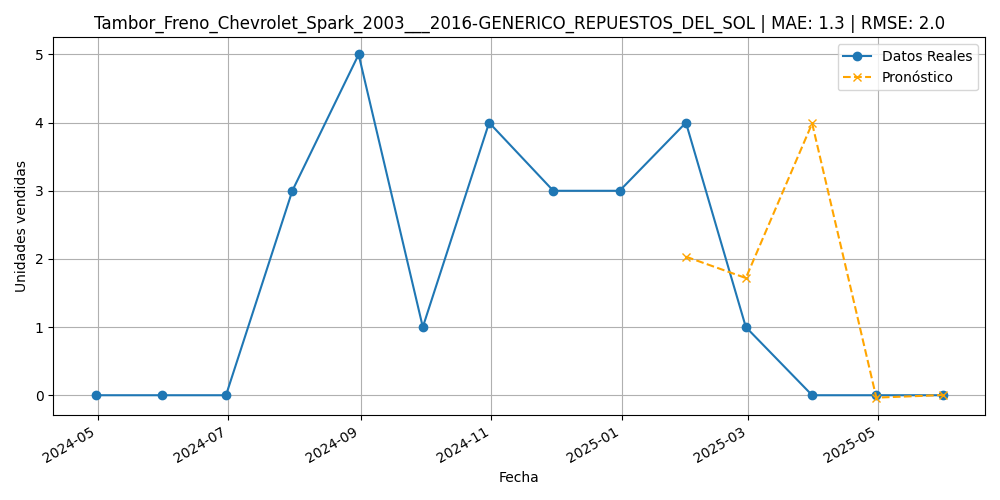 Tambor_Freno_Chevrolet_Spark_2003___2016-GENERICO_REPUESTOS_DEL_SOL | MAE: 1.3 | RMSE: 2.0
Datos Reales
Pronóstico
Unidades vendidas
5
4
3
2
1
0
2024-05
2024-07
2024-09
2024-11
2025-01
2025-03
2025-05
Fecha